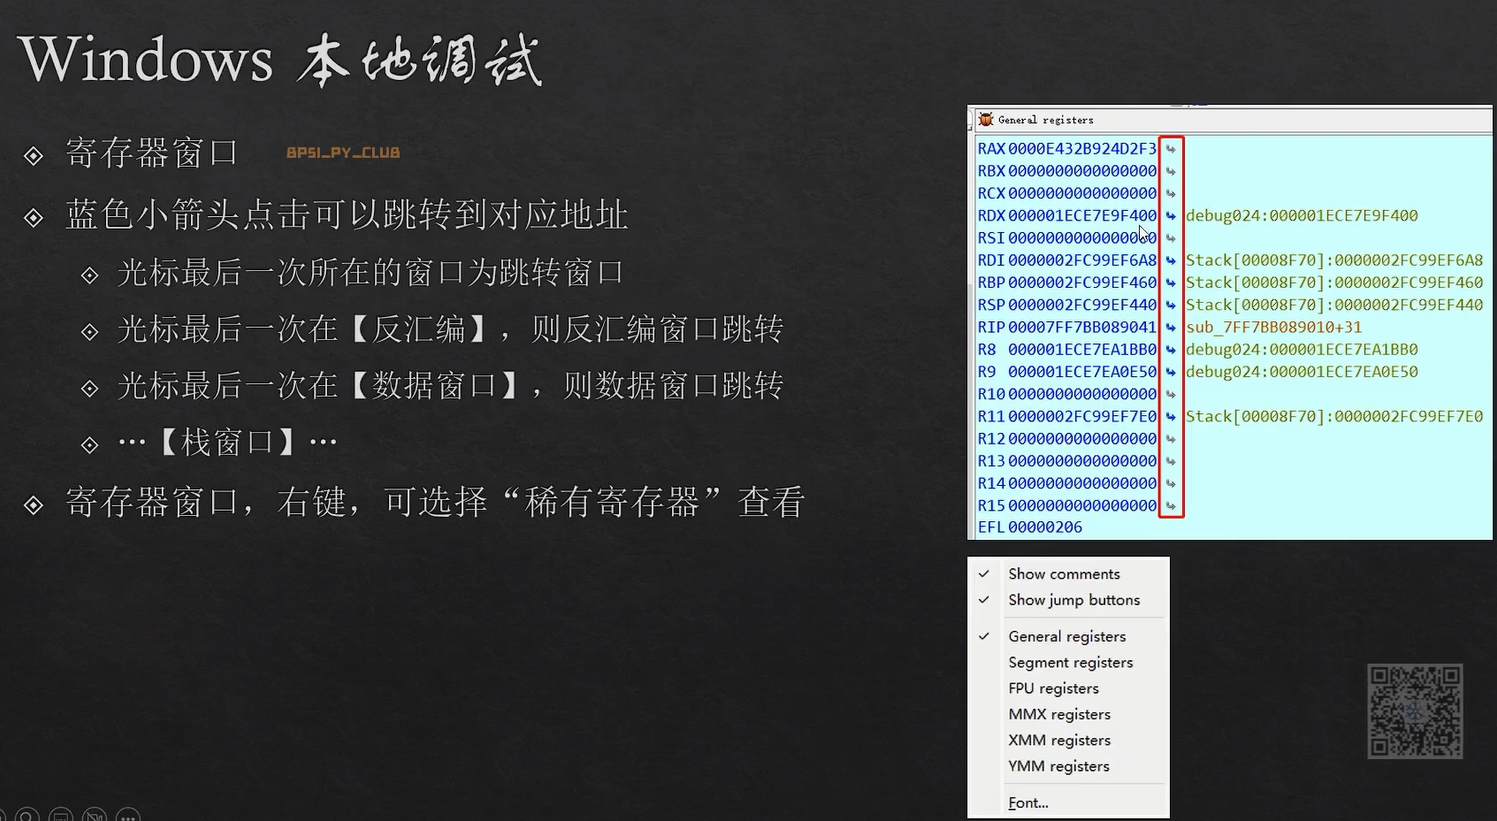 Windows 本地调试
寄存器窗口
8PSI_PY_CLUB
蓝色小箭头点击可以跳转到对应地址
光标最后一次所在的窗口为跳转窗口
光标最后一次在【反汇编】，则反汇编窗口跳转
光标最后一次在【数据窗口】，则数据窗口跳转
…【栈窗口】…
寄存器窗口，右键，可选择“稀有寄存器”查看
General registers
RAX 0000E432B924D2F3
RBX 0000000000000000
RCX 0000000000000000
RDX 000001ECE7E9F400 debug024:000001ECE7E9F400
RSI 0000000000000000
RDI 0000002FC99EF6A8 Stack[00008F70]:0000002FC99EF6A8
RBP 0000002FC99EF460 Stack[00008F70]:0000002FC99EF460
RSP 0000002FC99EF440 Stack[00008F70]:0000002FC99EF440
RIP 00007FF7BB089041 sub_7FF7BB089010+31
R8 000001ECE7EA1BB0 debug024:000001ECE7EA1BB0
R9 000001ECE7EA0E50 debug024:000001ECE7EA0E50
R10 0000000000000000
R11 0000002FC99EF7E0 Stack[00008F70]:0000002FC99EF7E0
R12 0000000000000000
R13 0000000000000000
R14 0000000000000000
R15 0000000000000000
EFL 00000206
Show comments
Show jump buttons
General registers
Segment registers
FPU registers
MMX registers
XMM registers
YMM registers
Font...